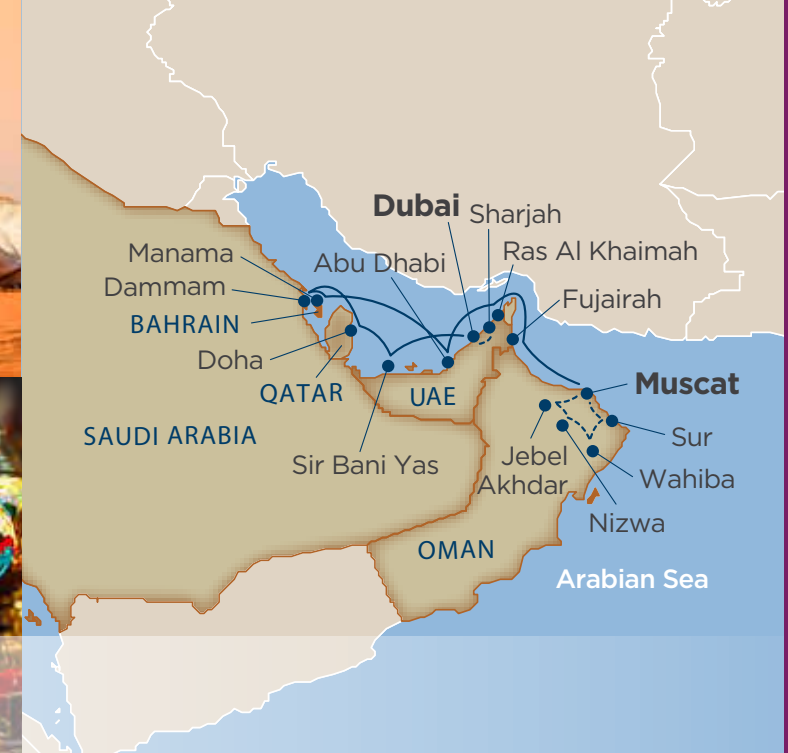 Dubai
Sharjah
Manama
Abu Dhabi
Ras Al Khaimah
Dammam
Fujairah
BAHRAIN
Doha
Muscat
QATAR
UAE
SAUDI ARABIA
Sur
Sir Bani Yas
Jebel
Akhdar
Wahiba
Nizwa
OMAN
Arabian Sea